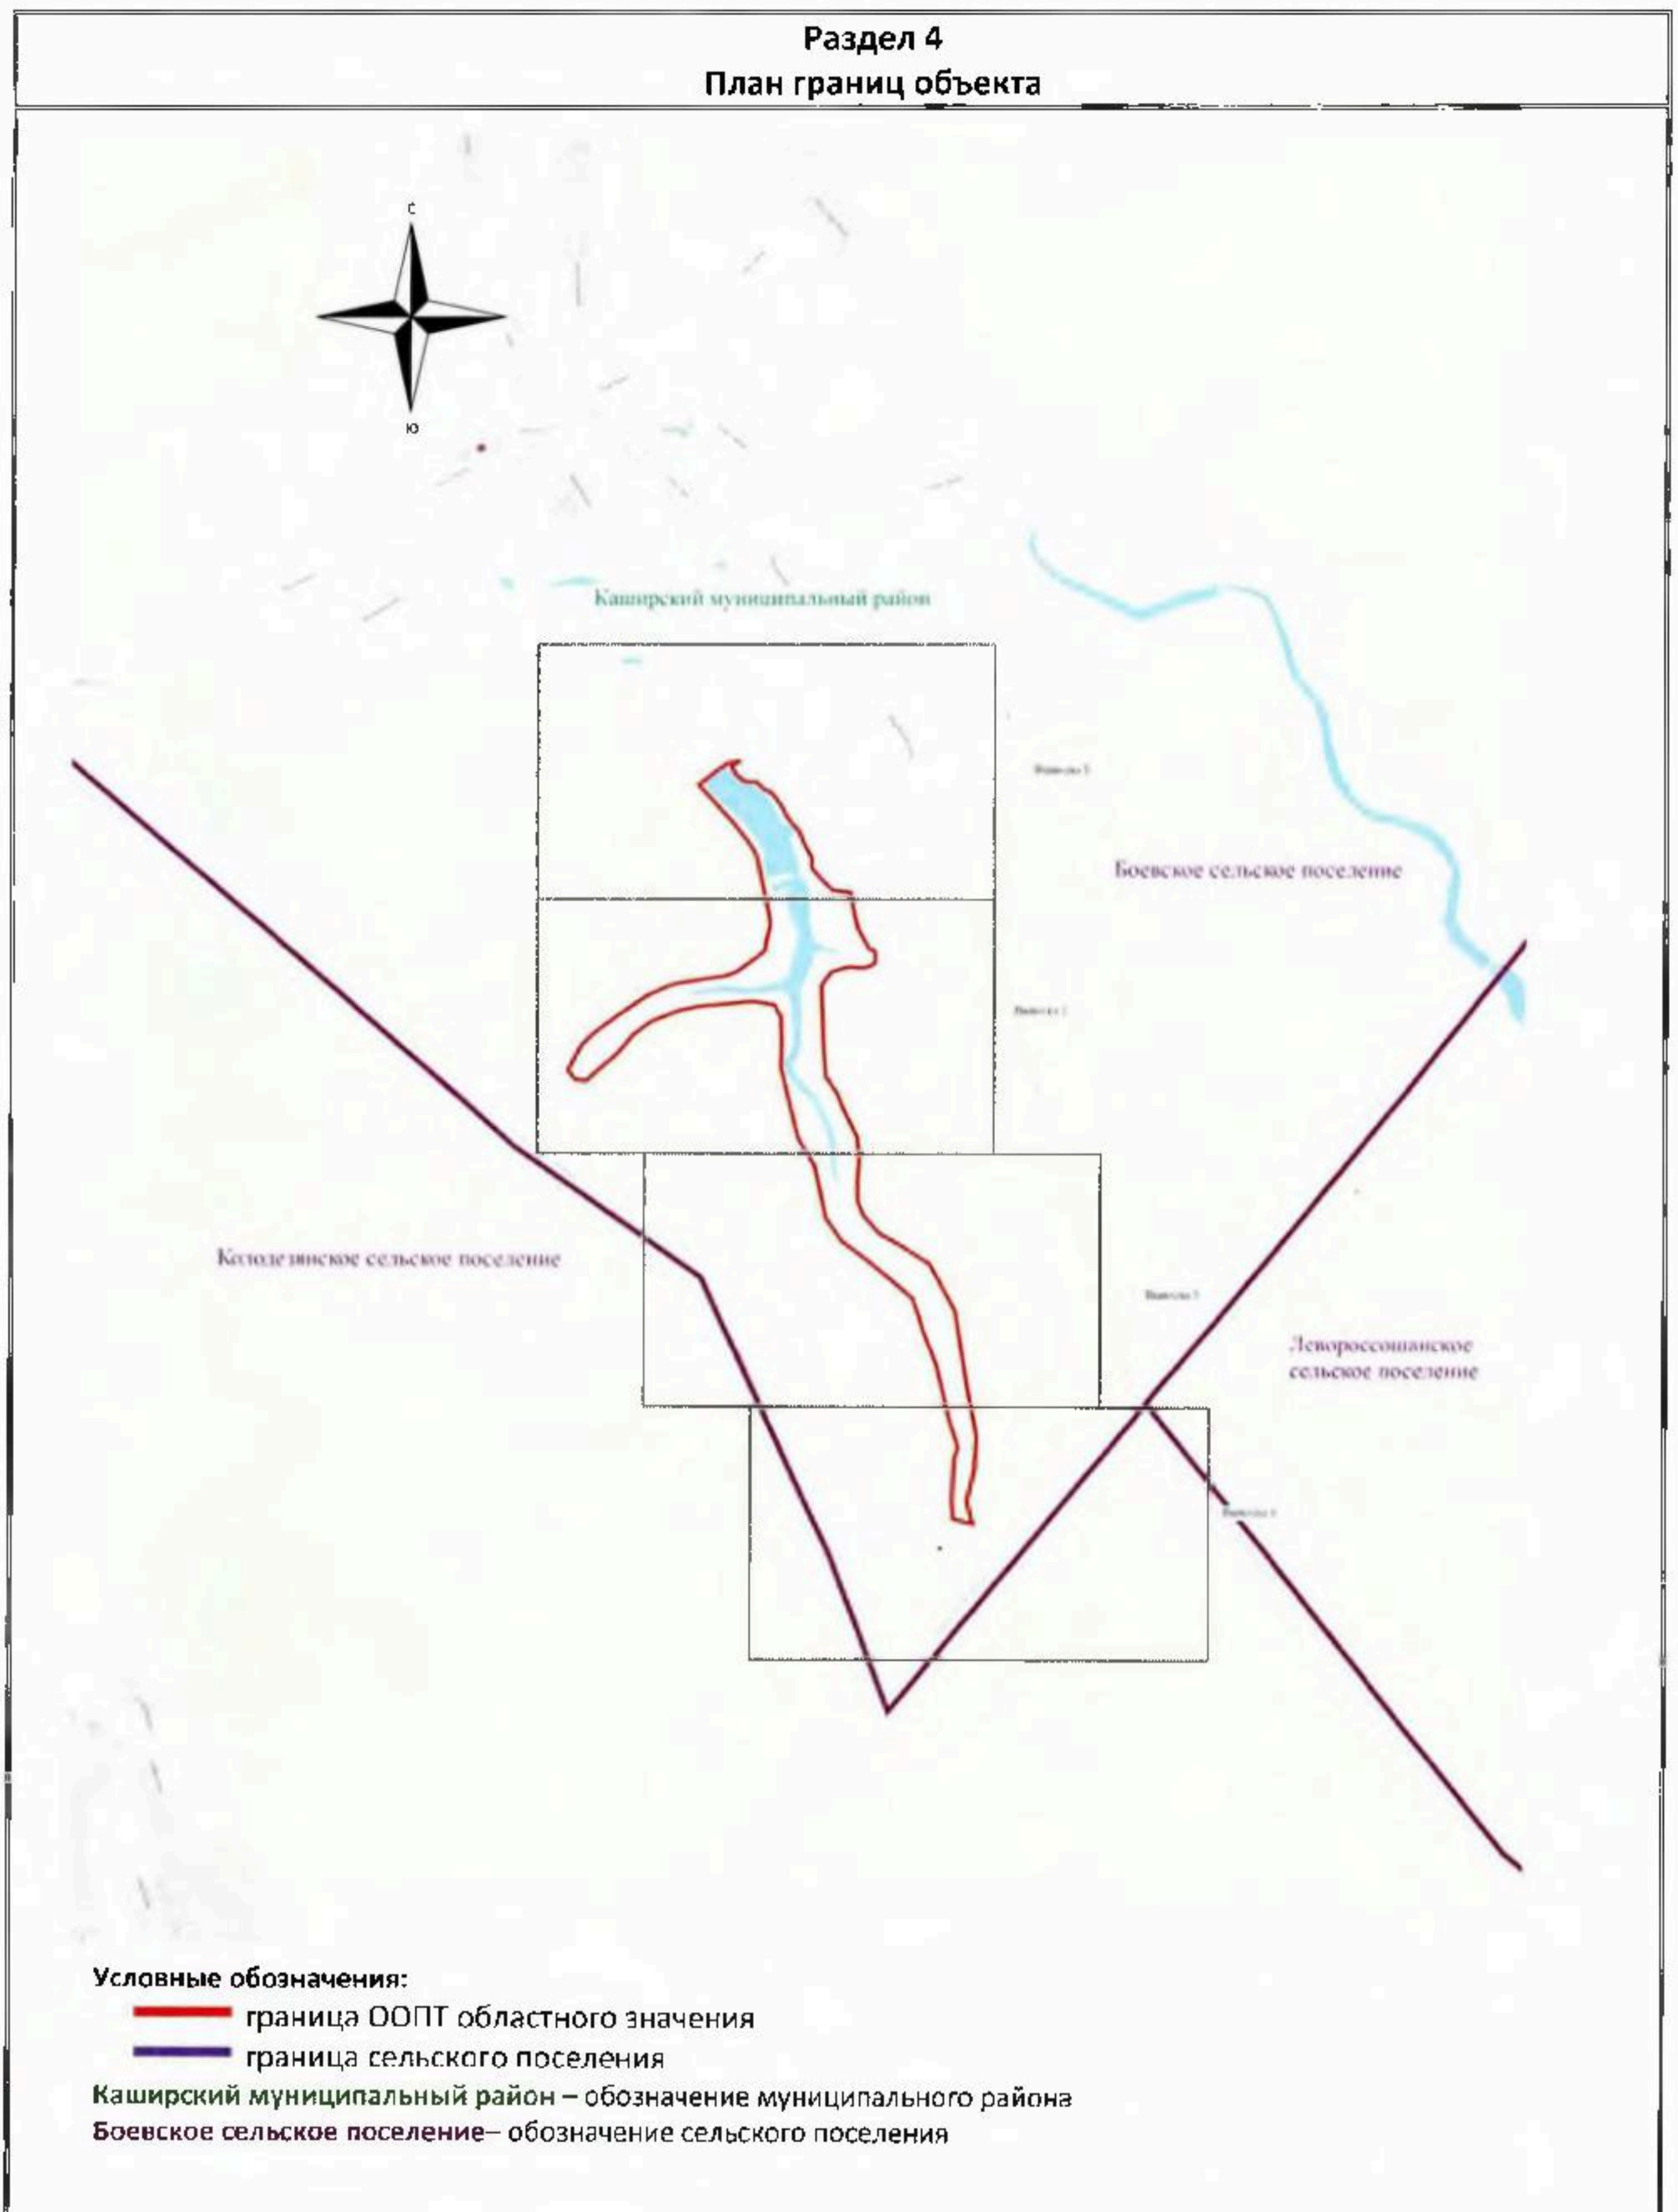 Раздел 4
План границ объекта
С
Ю
Каширский муниципальный район
Боевское сельское поселение
Колодезянское сельское поселение
Левороссошанское
сельское поселение
Условные обозначения:
граница ООПТ областного значения
граница сельского поселения
Каширский муниципальный район – обозначение муниципального района
Боевское сельское поселение– обозначение сельского поселения